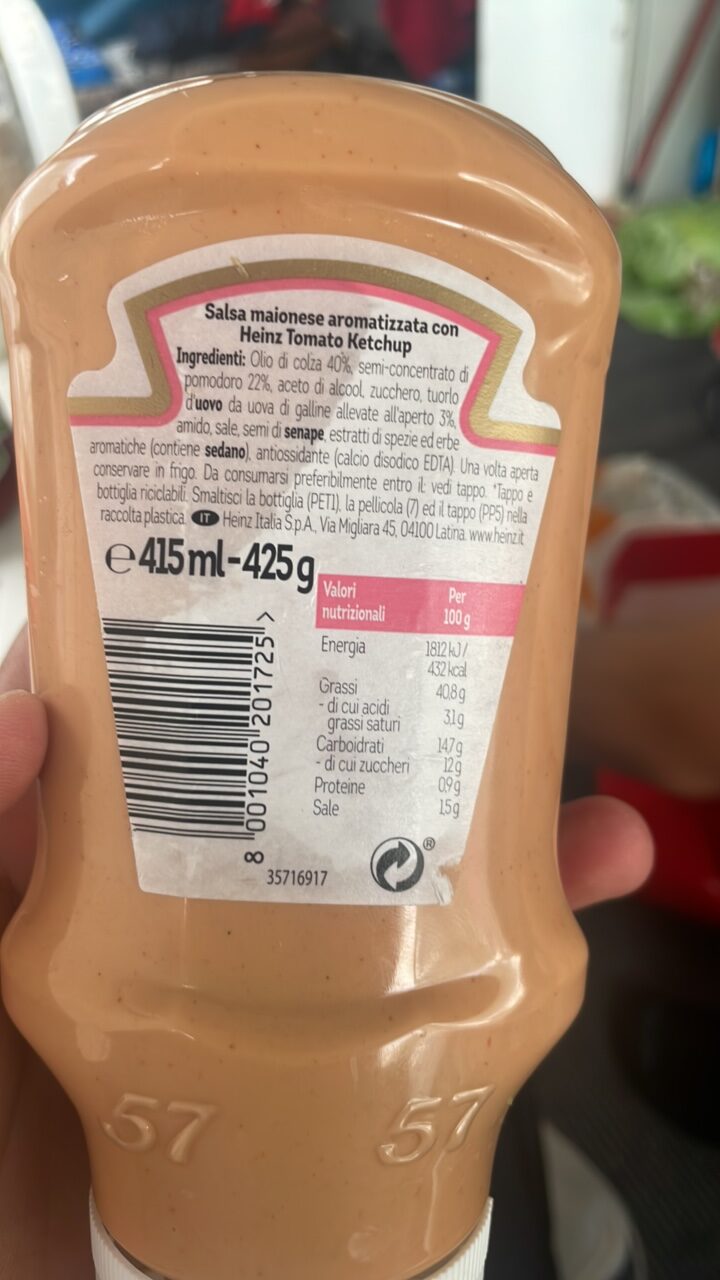 Salsa maionese aromatizzata con
Heinz Tomato Ketchup
Ingredienti: Olio di colza 40%, semi-concentrato di
pomodoro 22%, aceto di alcool, zucchero, tuorlo
d'uovo da uova di galline allevate all'aperto 3%,
amido, sale, semi di senape, estratti di spezie ed erbe
aromatiche (contiene sedano), antiossidante (calcio disodico EDTA). Una volta aperta
conservare in frigo. Da consumarsi preferibilmente entro il: vedi tappo. *Tappo e
bottiglia riciclabili. Smaltisci la bottiglia (PET1), la pellicola (7) ed il tappo (PP5) nella
raccolta plastica. IT Heinz Italia S.p.A., Via Migliara 45, 04100 Latina. www.heinz.it
e 415 ml - 425 g
Valori nutrizionali Per 100 g
Energia 1812 kJ /
432 kcal
Grassi 40,8 g
- di cui acidi
grassi saturi 3,1 g
Carboidrati 14,7 g
- di cui zuccheri 12 g
Proteine 0,9 g
Sale 1,5 g
8 001040 201725 >
35716917
®
57 57